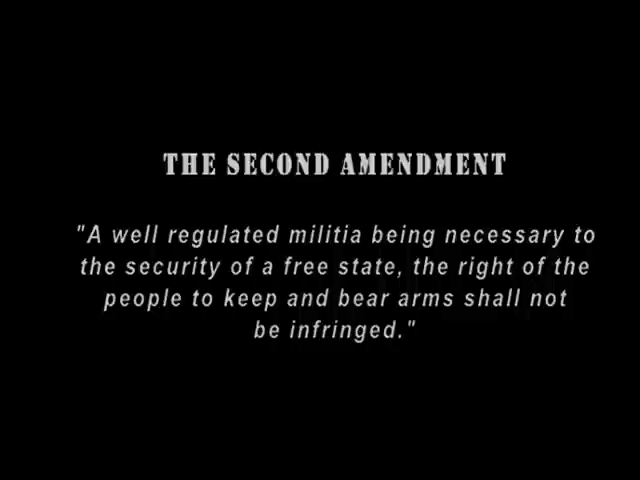 THE SECOND AMENDMENT
"A well regulated militia being necessary to
the security of a free state, the right of the
people to keep and bear arms shall not
be infringed."